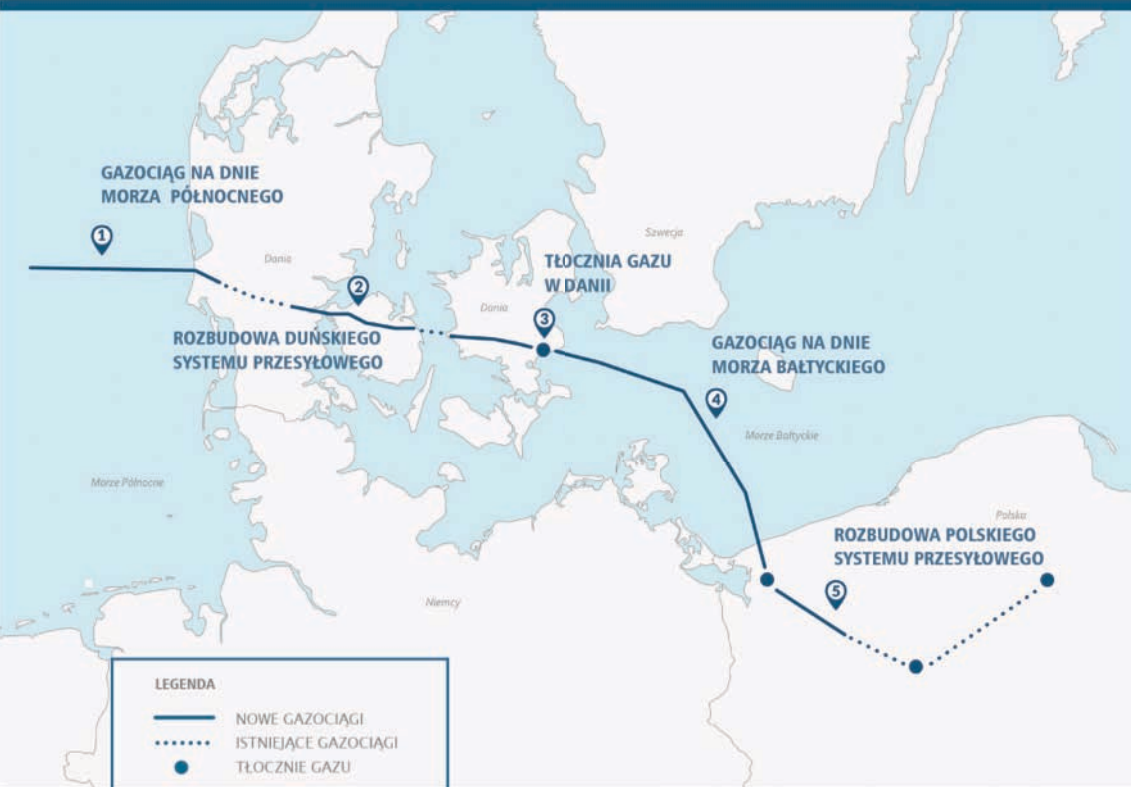 GAZOCIĄG NA DNIE
MORZA PÓŁNOCNEGO
1
Dania
2
ROZBUDOWA DUŃSKIEGO
SYSTEMU PRZESYŁOWEGO
Szwecja
TŁOCZNIA GAZU
W DANII
Dania
3
GAZOCIĄG NA DNIE
MORZA BAŁTYCKIEGO
4
Morze Bałtyckie
Morze Północne
Polska
ROZBUDOWA POLSKIEGO
SYSTEMU PRZESYŁOWEGO
5
Niemcy
LEGENDA
NOWE GAZOCIĄGI
ISTNIEJĄCE GAZOCIĄGI
TŁOCZNIE GAZU